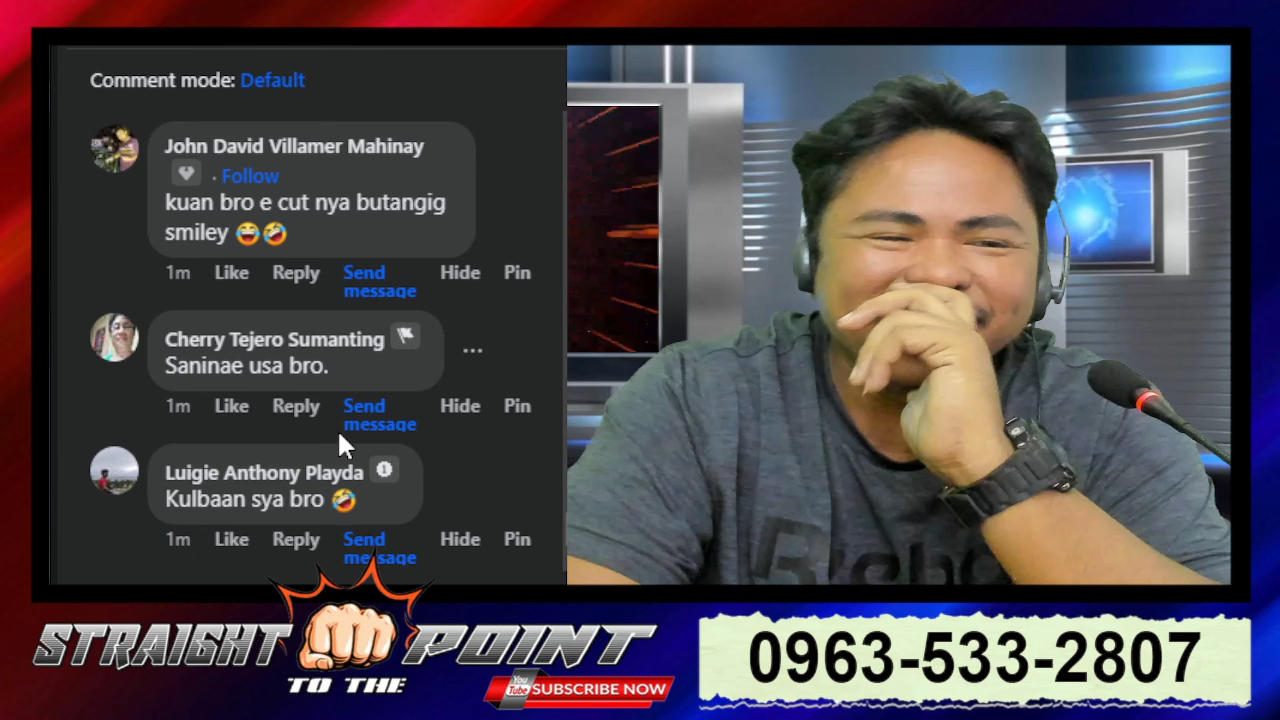 Comment mode: Default
John David Villamer Mahinay
· Follow
kuan bro e cut nya butangig
smiley 😂🤣
1m Like Reply Send message Hide Pin
Cherry Tejero Sumanting
Saninae usa bro.
1m Like Reply Send message Hide Pin
Luigie Anthony Playda
Kulbaan sya bro 🤣
1m Like Reply Send message Hide Pin
STRAIGHT
TO THE
POINT
You
Tube
SUBSCRIBE NOW
0963-533-2807